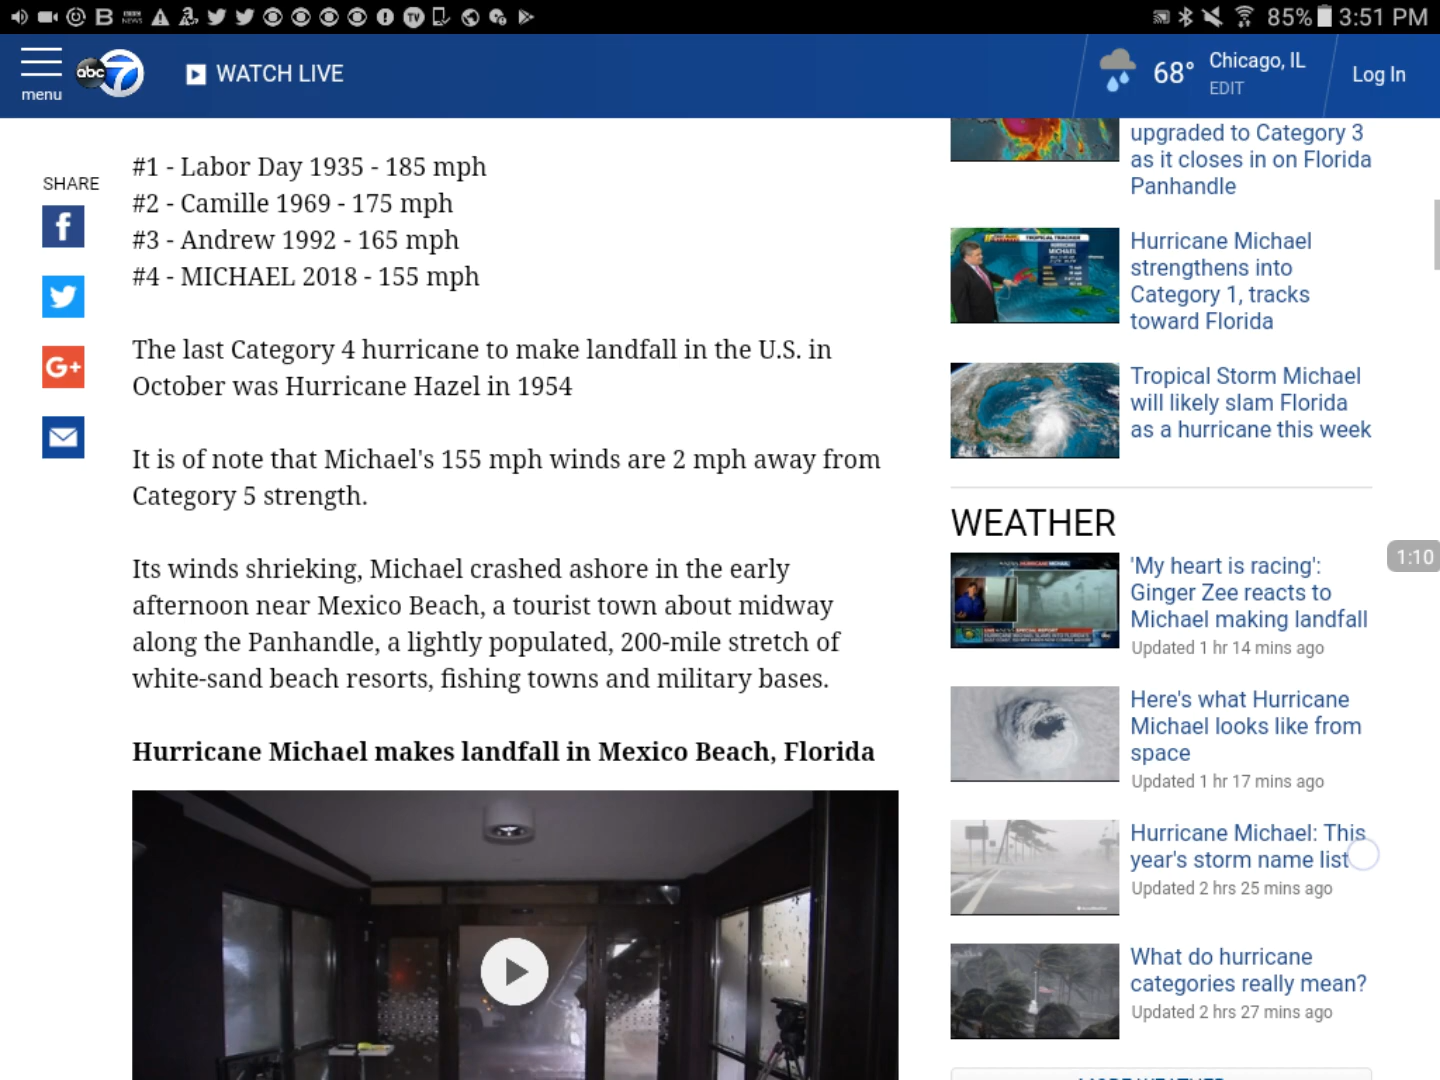 85% 3:51 PM
menu
abc 7
WATCH LIVE
68°
Chicago, IL
EDIT
Log In
SHARE
#1 - Labor Day 1935 - 185 mph
#2 - Camille 1969 - 175 mph
#3 - Andrew 1992 - 165 mph
#4 - MICHAEL 2018 - 155 mph
The last Category 4 hurricane to make landfall in the U.S. in
October was Hurricane Hazel in 1954
It is of note that Michael's 155 mph winds are 2 mph away from
Category 5 strength.
Its winds shrieking, Michael crashed ashore in the early
afternoon near Mexico Beach, a tourist town about midway
along the Panhandle, a lightly populated, 200-mile stretch of
white-sand beach resorts, fishing towns and military bases.
Hurricane Michael makes landfall in Mexico Beach, Florida
upgraded to Category 3
as it closes in on Florida
Panhandle
Hurricane Michael
strengthens into
Category 1, tracks
toward Florida
Tropical Storm Michael
will likely slam Florida
as a hurricane this week
WEATHER
1:10
'My heart is racing':
Ginger Zee reacts to
Michael making landfall
Updated 1 hr 14 mins ago
Here's what Hurricane
Michael looks like from
space
Updated 1 hr 17 mins ago
Hurricane Michael: This
year's storm name list
Updated 2 hrs 25 mins ago
What do hurricane
categories really mean?
Updated 2 hrs 27 mins ago